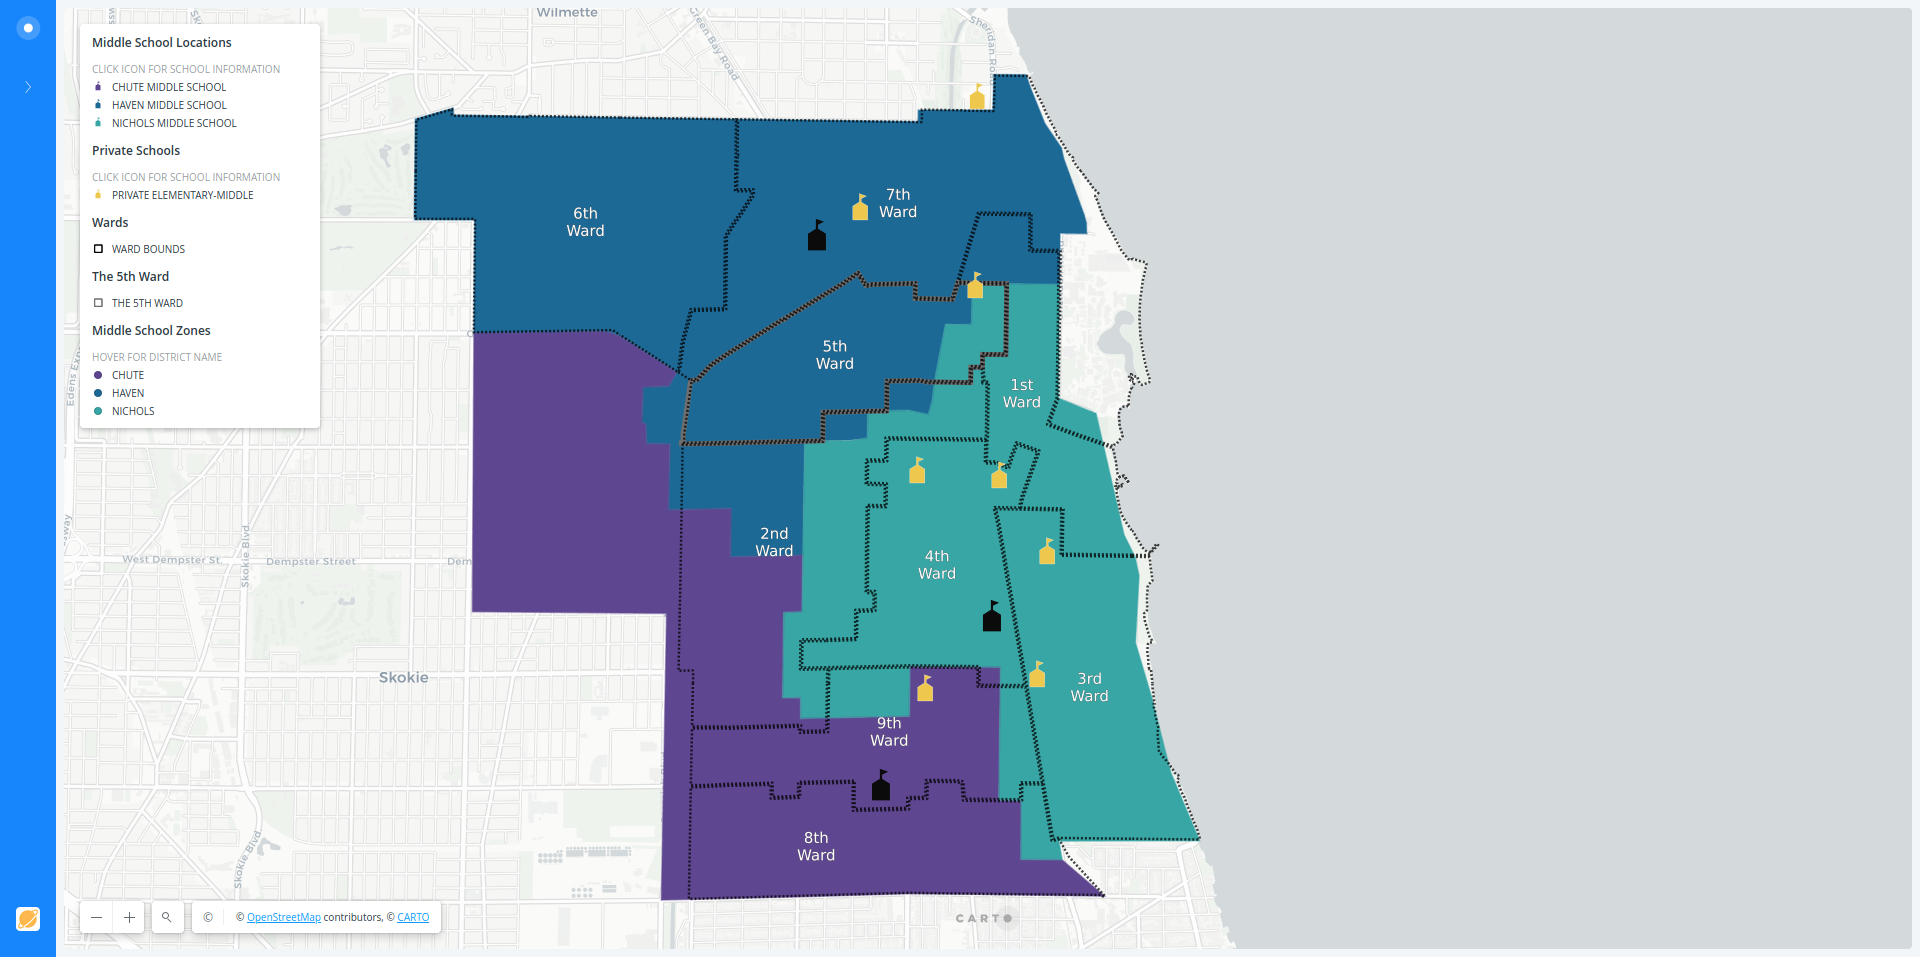 Middle School Locations
CLICK ICON FOR SCHOOL INFORMATION
CHUTE MIDDLE SCHOOL
HAVEN MIDDLE SCHOOL
NICHOLS MIDDLE SCHOOL
Private Schools
CLICK ICON FOR SCHOOL INFORMATION
PRIVATE ELEMENTARY-MIDDLE
Wards
WARD BOUNDS
The 5th Ward
THE 5TH WARD
Middle School Zones
HOVER FOR DISTRICT NAME
CHUTE
HAVEN
NICHOLS
Wilmette
Green Bay Road
Sheridan Road
6th
Ward
7th
Ward
5th
Ward
1st
Ward
2nd
Ward
4th
Ward
3rd
Ward
9th
Ward
8th
Ward
West Dempster St.
Dempster Street
Dem
Skokie Blvd
Skokie
Skokie Blvd.
© OpenStreetMap contributors, © CARTO
CARTO